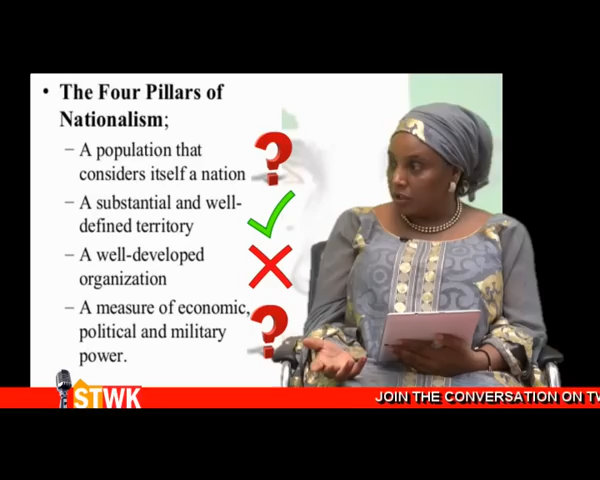 • The Four Pillars of
Nationalism;
– A population that
considers itself a nation
– A substantial and well-
defined territory
– A well-developed
organization
– A measure of economic,
political and military
power.
STWK
JOIN THE CONVERSATION ON TW